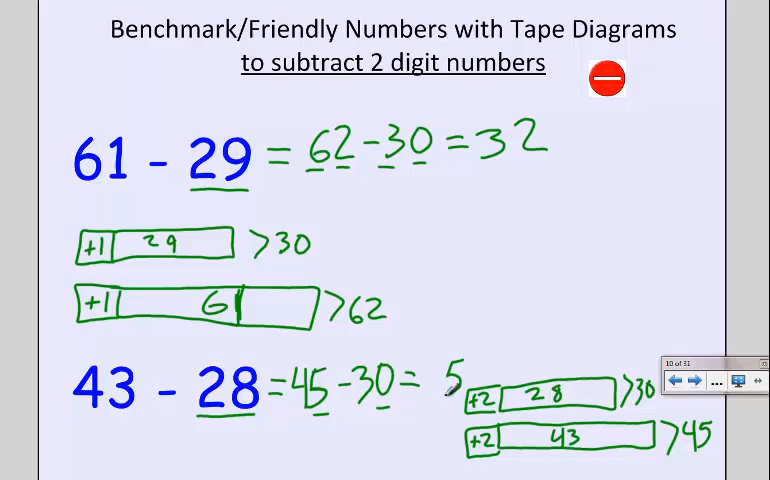 Benchmark/Friendly Numbers with Tape Diagrams
to subtract 2 digit numbers
61 - 29 = 62 - 30 = 32
+1 29 >30
+1 61 >62
43 - 28 = 45 - 30 = 5
10 of 31
+2 28 >30
+2 43 >45